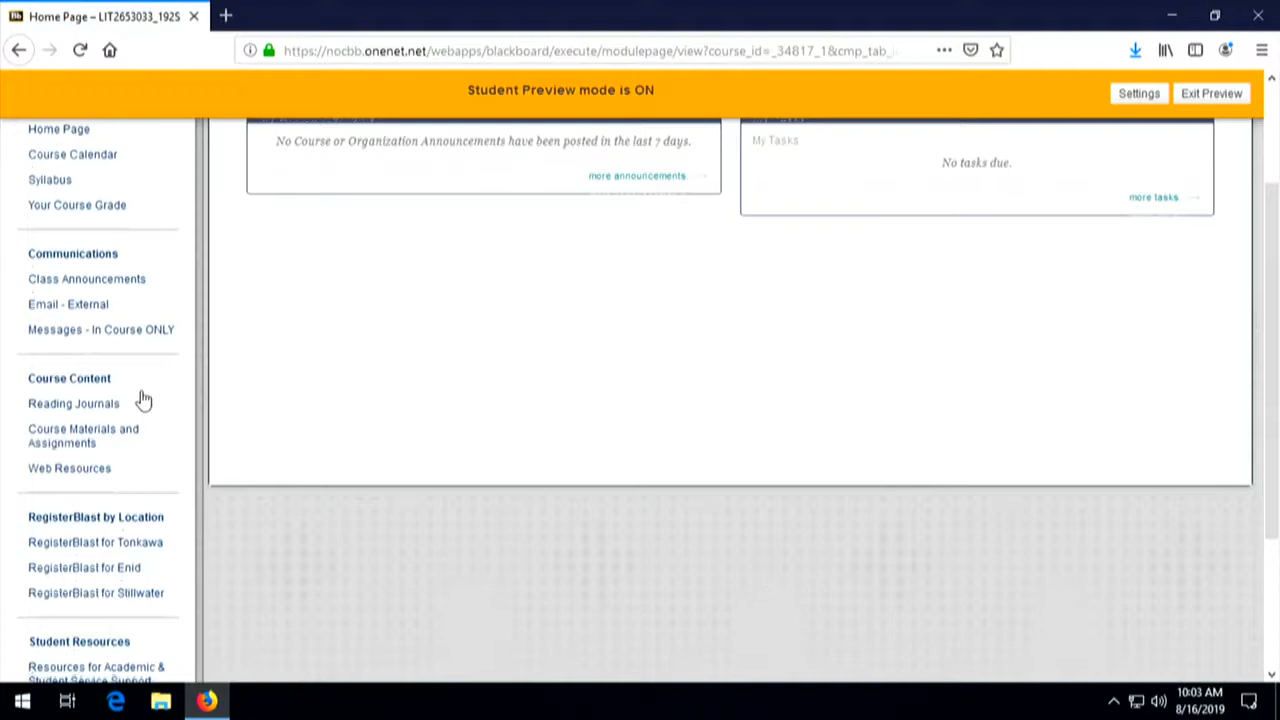 Home Page – LIT2653033_192S
https://nocbb.onenet.net/webapps/blackboard/execute/modulepage/view?course_id=_34817_1&cmp_tab_i
Student Preview mode is ON
Settings
Exit Preview
Home Page
Course Calendar
Syllabus
Your Course Grade
Communications
Class Announcements
Email - External
Messages - In Course ONLY
Course Content
Reading Journals
Course Materials and
Assignments
Web Resources
RegisterBlast by Location
RegisterBlast for Tonkawa
RegisterBlast for Enid
RegisterBlast for Stillwater
Student Resources
Resources for Academic &
Student Service Support
No Course or Organization Announcements have been posted in the last 7 days.
more announcements
My Tasks
No tasks due.
more tasks
10:03 AM
8/16/2019